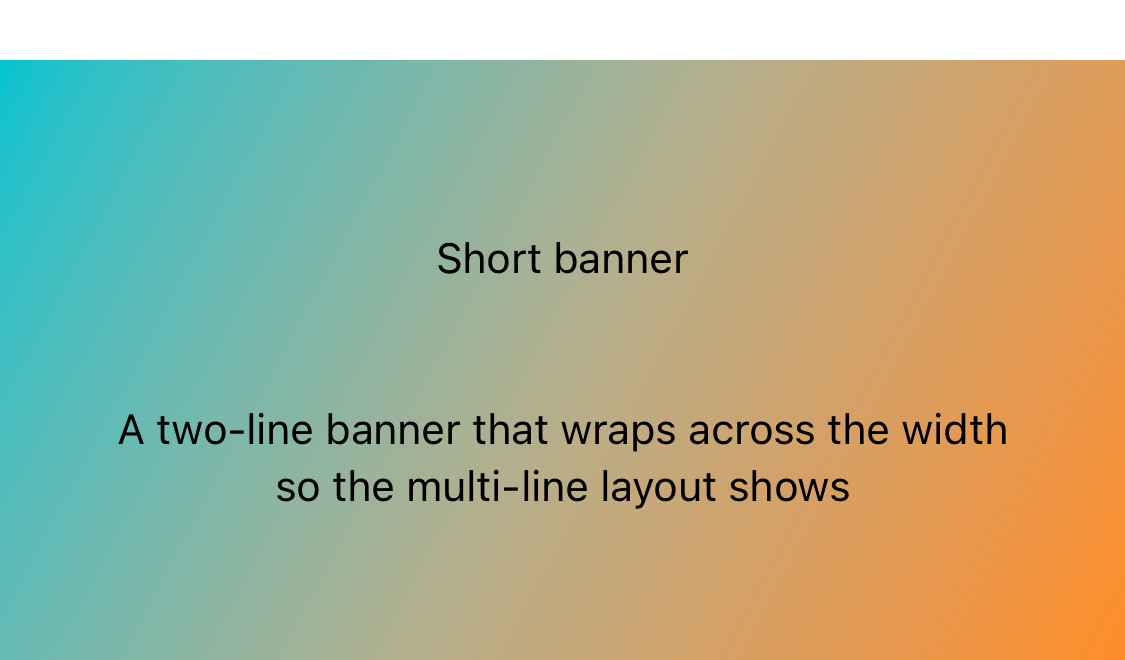 Short banner
A two-line banner that wraps across the width
so the multi-line layout shows